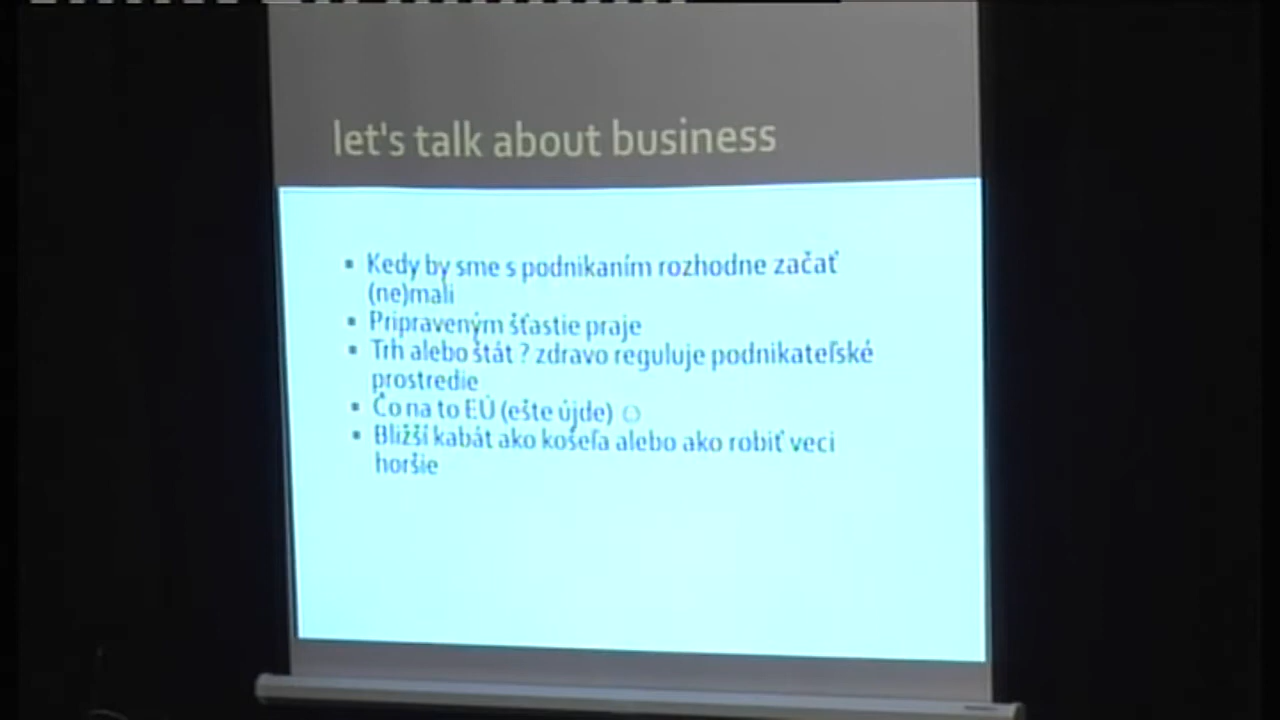 let's talk about business
Kedy by sme s podnikaním rozhodne začať
(ne)mali
Pripraveným šťastie praje
Trh alebo štát ? zdravo reguluje podnikateľské
prostredie
Čo na to EÚ (ešte újde)
Bližší kabát ako košeľa alebo ako robiť veci
horšie